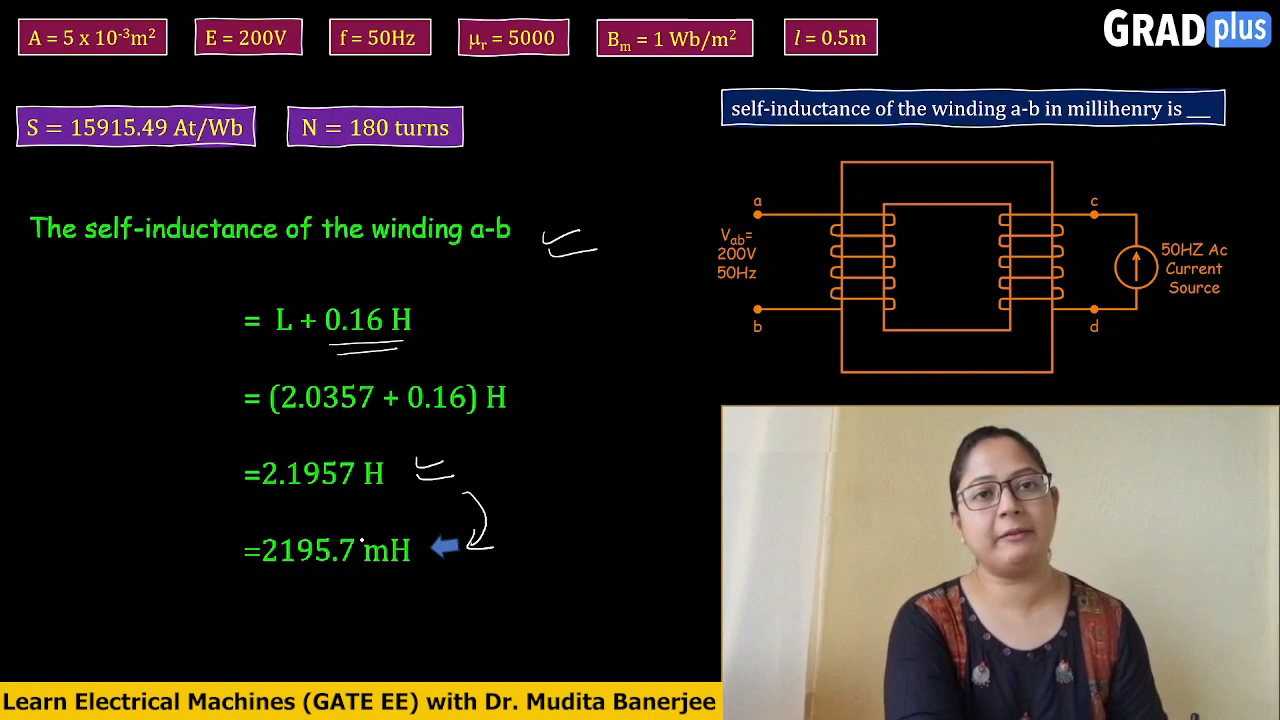 A = 5 x 10⁻³m²
E = 200V
f = 50Hz
μᵣ = 5000
Bₘ = 1 Wb/m²
l = 0.5m
GRAD plus
S = 15915.49 At/Wb
N = 180 turns
self-inductance of the winding a-b in millihenry is ___
The self-inductance of the winding a-b
= L + 0.16 H
= (2.0357 + 0.16) H
=2.1957 H
=2195.7 mH
a
c
Vab=
200V
50Hz
50HZ Ac
Current
Source
b
d
Learn Electrical Machines (GATE EE) with Dr. Mudita Banerjee